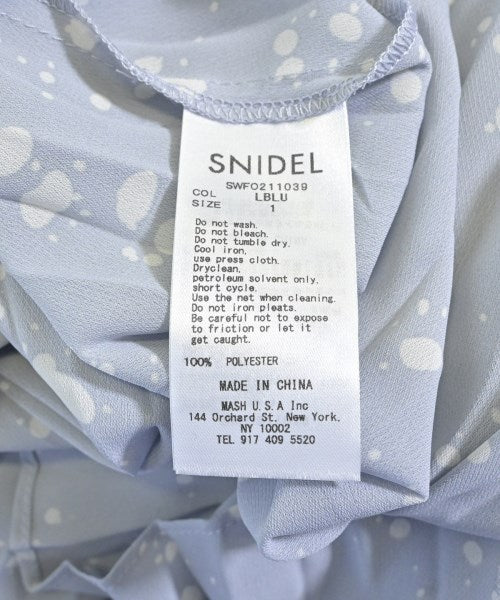 SNIDEL
SWFO211039
COL LBLU
SIZE 1
Do not wash.
Do not bleach.
Do not tumble dry.
Cool iron,
use press cloth.
Dryclean,
petroleum solvent only,
short cycle.
Use the net when cleaning.
Do not iron pleats.
Be careful not to expose
to friction or let it
get caught.
100% POLYESTER
MADE IN CHINA
MASH U.S.A Inc
144 Orchard St. New York.
NY 10002
TEL 917 409 5520